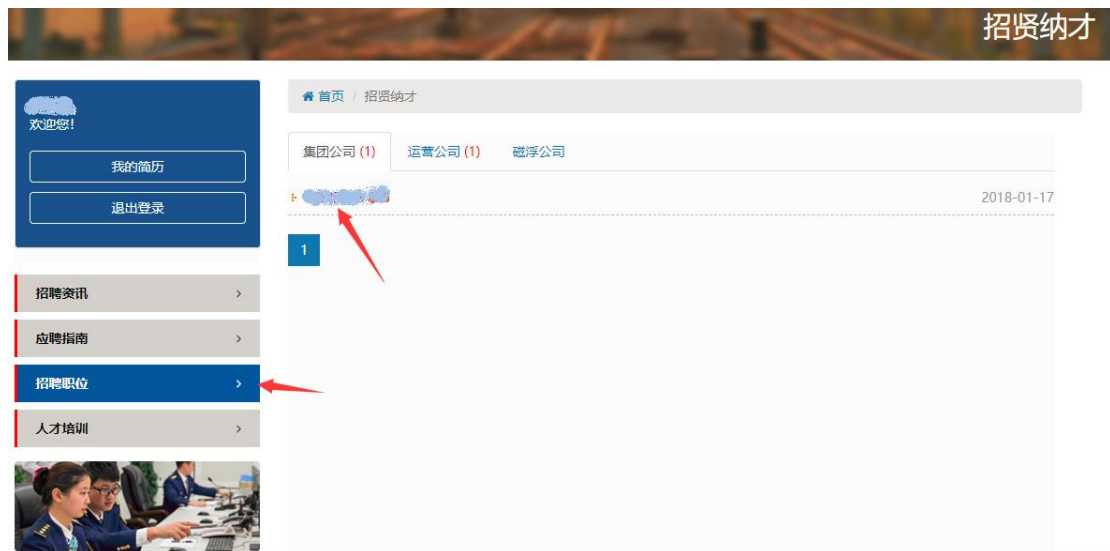 招贤纳才
欢迎您!
我的简历
退出登录
招聘资讯
应聘指南
招聘职位
人才培训
首页 / 招贤纳才
集团公司 (1) 运营公司 (1) 磁浮公司
2018-01-17
1